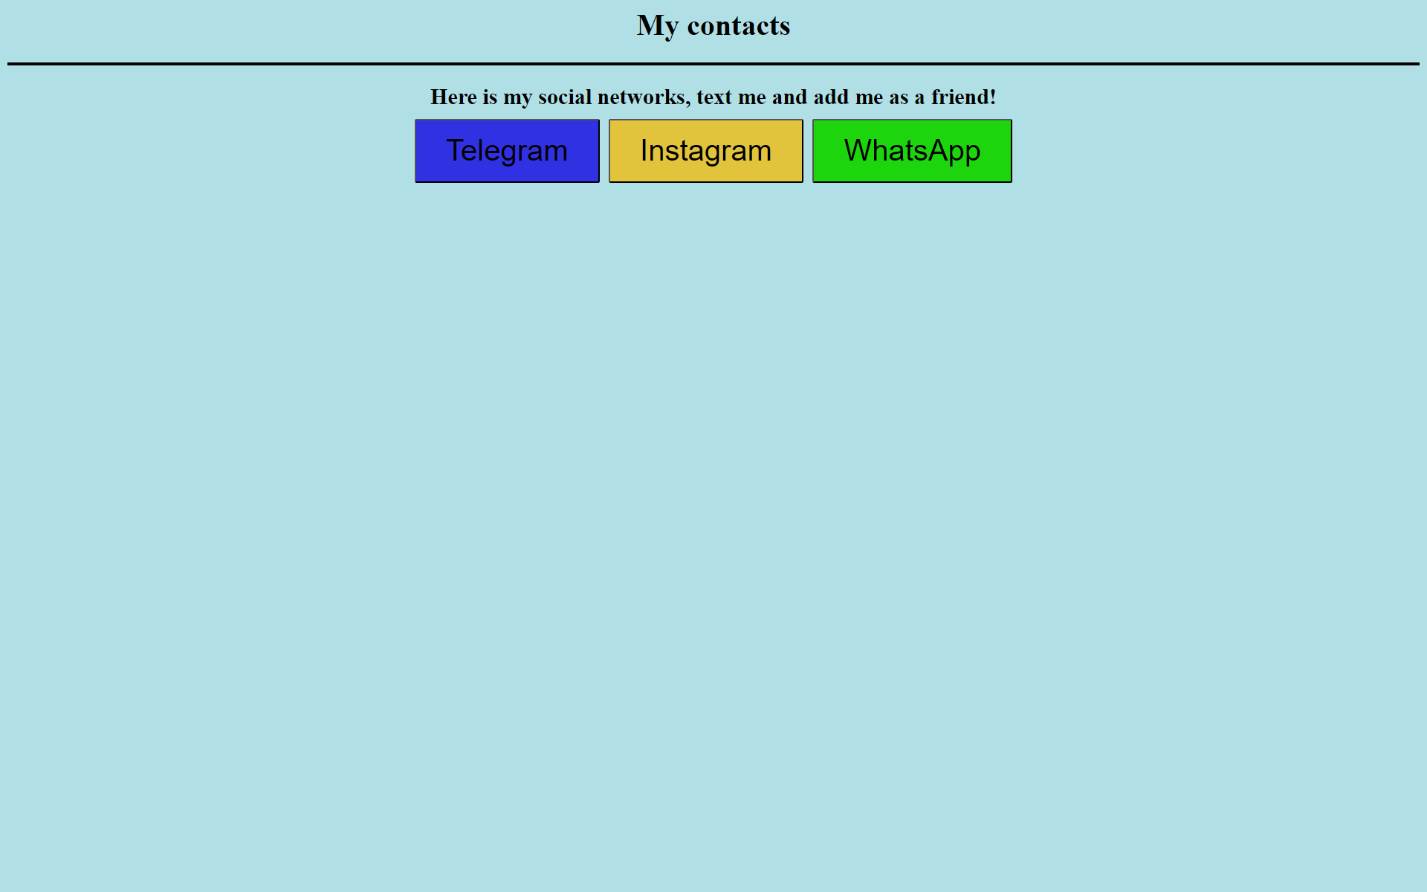 My contacts
Here is my social networks, text me and add me as a friend!
Telegram Instagram WhatsApp